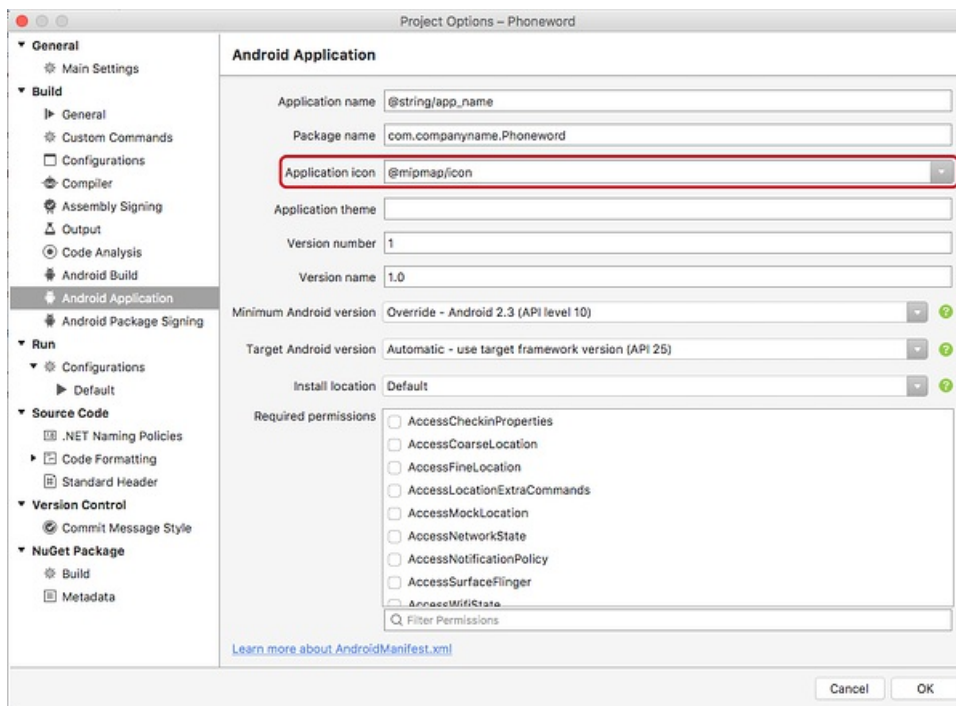 Project Options – Phoneword
General
Main Settings
Build
General
Custom Commands
Configurations
Compiler
Assembly Signing
Output
Code Analysis
Android Build
Android Application
Android Package Signing
Run
Configurations
Default
Source Code
.NET Naming Policies
Code Formatting
Standard Header
Version Control
Commit Message Style
NuGet Package
Build
Metadata
Android Application
Application name @string/app_name
Package name com.companyname.Phoneword
Application icon @mipmap/icon
Application theme
Version number 1
Version name 1.0
Minimum Android version Override - Android 2.3 (API level 10)
Target Android version Automatic - use target framework version (API 25)
Install location Default
Required permissions
AccessCheckinProperties
AccessCoarseLocation
AccessFineLocation
AccessLocationExtraCommands
AccessMockLocation
AccessNetworkState
AccessNotificationPolicy
AccessSurfaceFlinger
AccessWifiState
Filter Permissions
Learn more about AndroidManifest.xml
Cancel OK